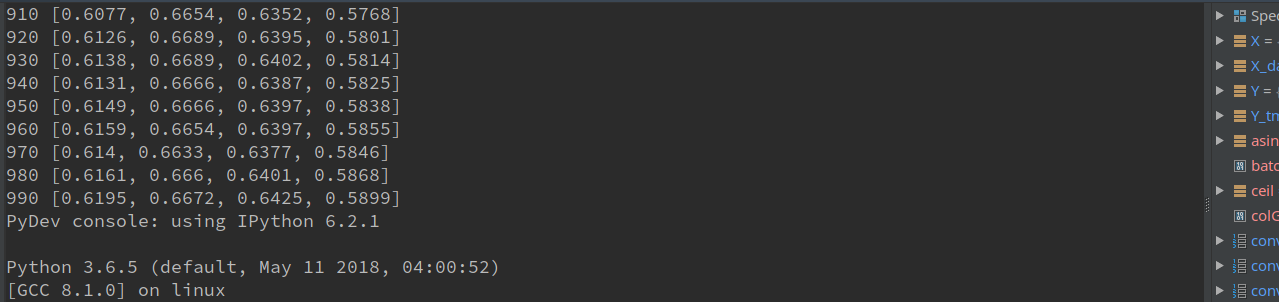 910 [0.6077, 0.6654, 0.6352, 0.5768]
920 [0.6126, 0.6689, 0.6395, 0.5801]
930 [0.6138, 0.6689, 0.6402, 0.5814]
940 [0.6131, 0.6666, 0.6387, 0.5825]
950 [0.6149, 0.6666, 0.6397, 0.5838]
960 [0.6159, 0.6654, 0.6397, 0.5855]
970 [0.614, 0.6633, 0.6377, 0.5846]
980 [0.6161, 0.666, 0.6401, 0.5868]
990 [0.6195, 0.6672, 0.6425, 0.5899]
PyDev console: using IPython 6.2.1
Python 3.6.5 (default, May 11 2018, 04:00:52)
[GCC 8.1.0] on linux
Spec
X =
X_da
Y = {
Y_tm
asin
batc
ceil
colG
conv
conv
conv